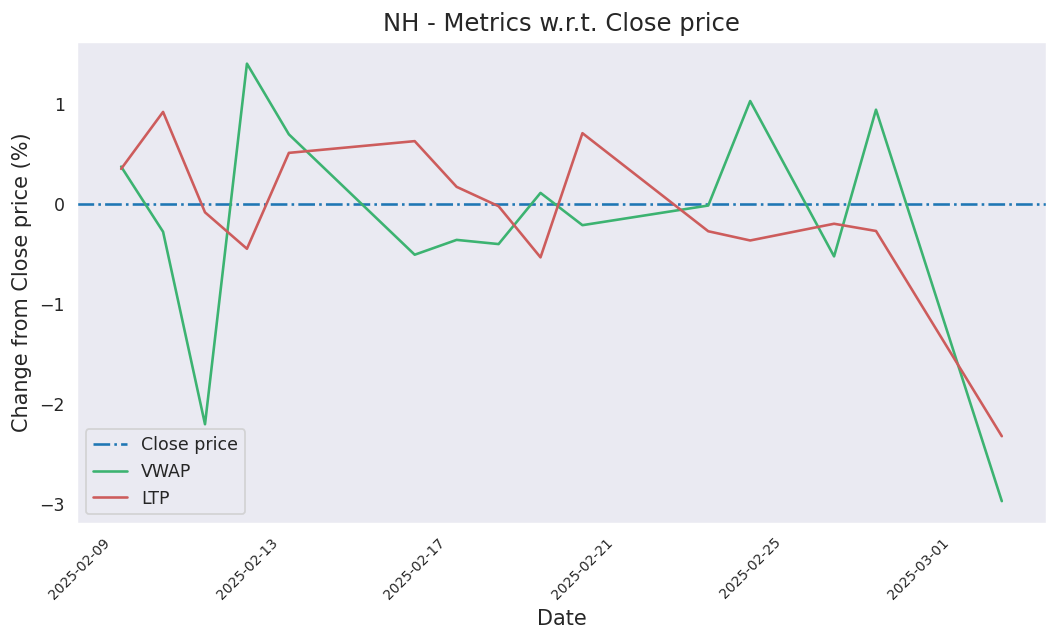 NH - Metrics w.r.t. Close price
Change from Close price (%)
1
0
−1
−2
−3
Close price
VWAP
LTP
2025-02-09
2025-02-13
2025-02-17
2025-02-21
2025-02-25
2025-03-01
Date